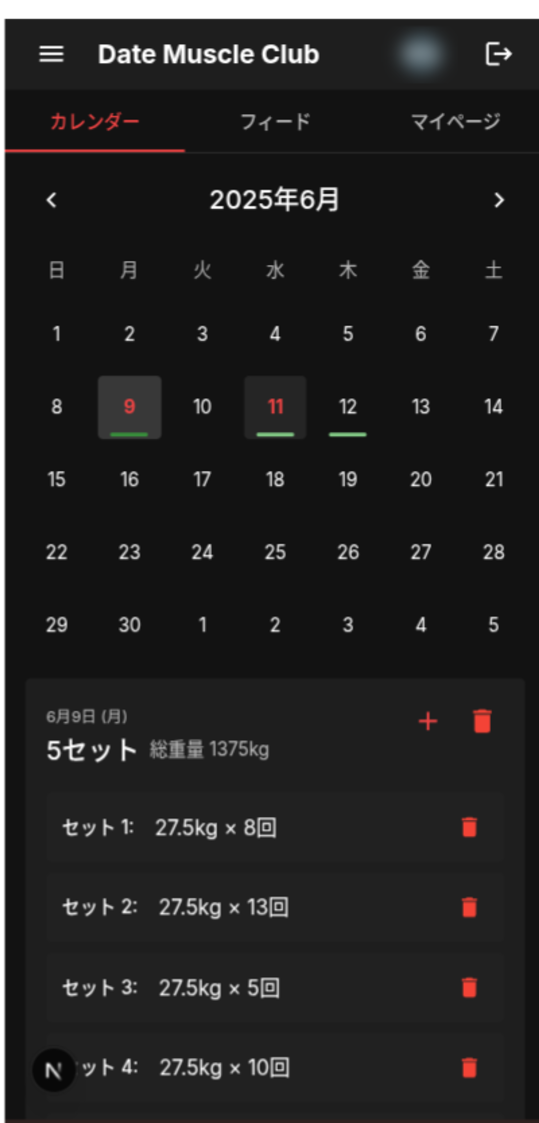 Date Muscle Club
カレンダー フィード マイページ
2025年6月
日 月 火 水 木 金 土
1 2 3 4 5 6 7
8 9 10 11 12 13 14
15 16 17 18 19 20 21
22 23 24 25 26 27 28
29 30 1 2 3 4 5
6月9日 (月)
5セット 総重量 1375kg
セット 1: 27.5kg × 8回
セット 2: 27.5kg × 13回
セット 3: 27.5kg × 5回
N ット 4: 27.5kg × 10回